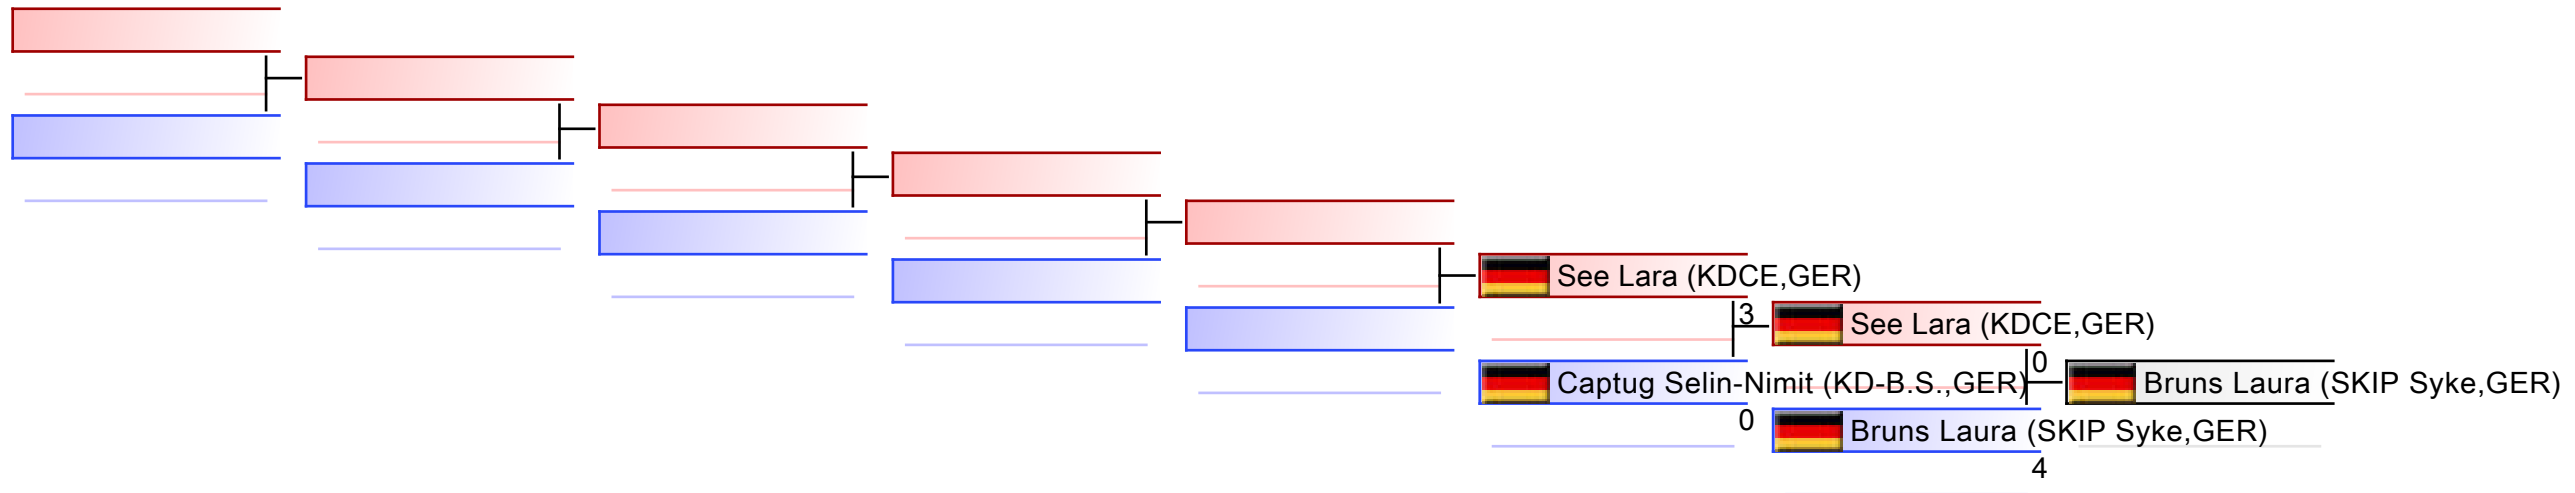 See Lara (KDCE,GER)
3
See Lara (KDCE,GER)
0
Captug Selin-Nimit (KD-B.S.,GER)
Bruns Laura (SKIP Syke,GER)
0
Bruns Laura (SKIP Syke,GER)
4